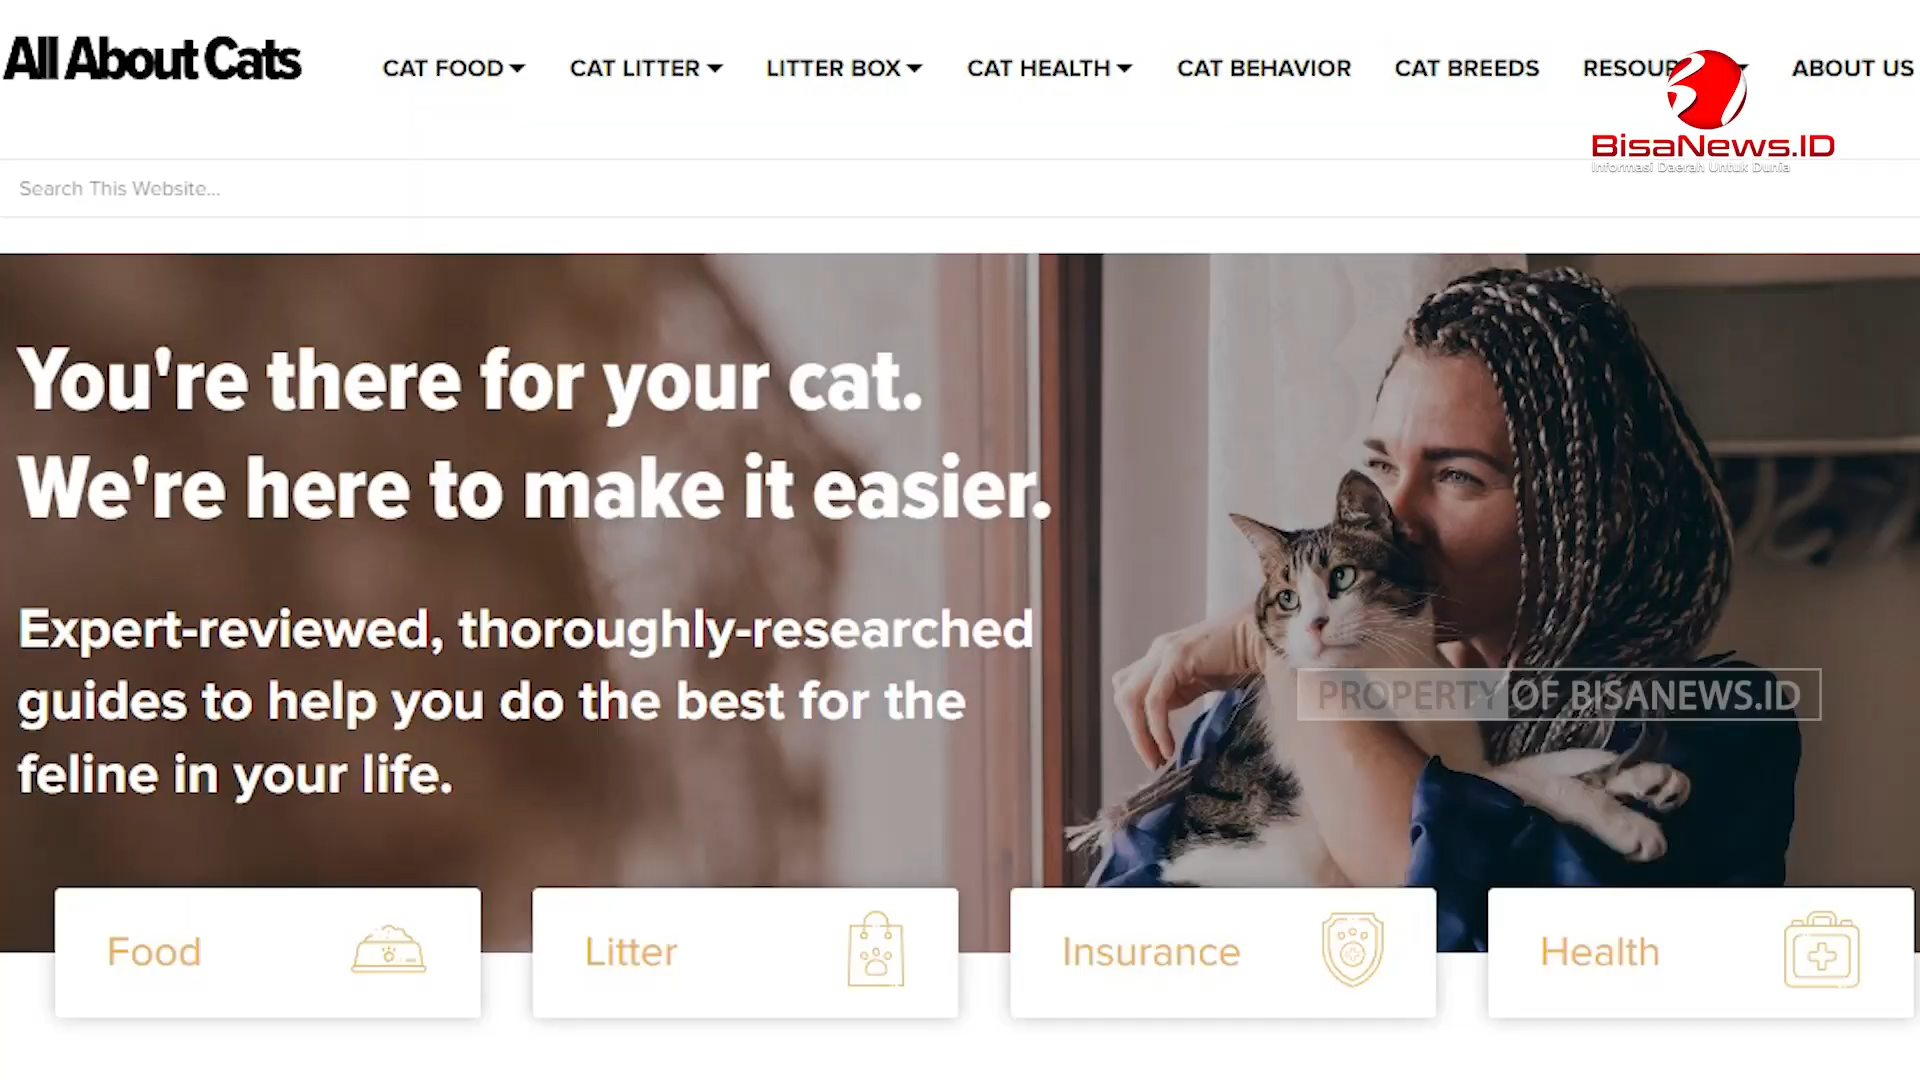 All About Cats
CAT FOOD
CAT LITTER
LITTER BOX
CAT HEALTH
CAT BEHAVIOR
CAT BREEDS
RESOUR
ABOUT US
BisaNews.ID
Informasi Daerah Untuk Dunia
Search This Website...
You're there for your cat.
We're here to make it easier.
Expert-reviewed, thoroughly-researched
guides to help you do the best for the
feline in your life.
PROPERTY OF BISANEWS.ID
Food
Litter
Insurance
Health